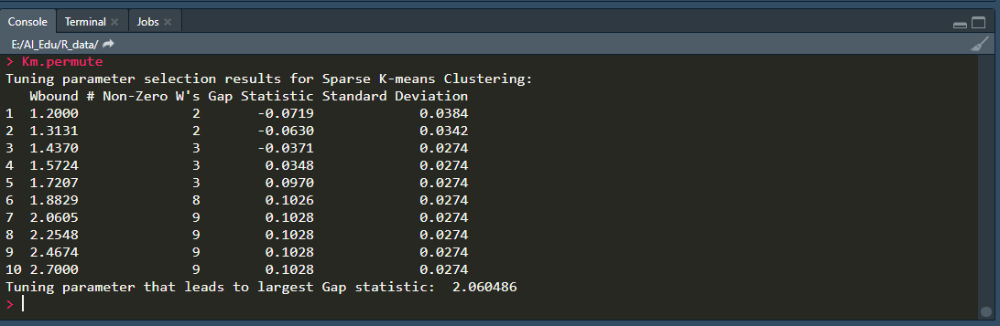 Console Terminal Jobs
E:/AI_Edu/R_data/
> Km.permute
Tuning parameter selection results for Sparse K-means Clustering:
Wbound # Non-Zero W's Gap Statistic Standard Deviation
1 1.2000 2 -0.0719 0.0384
2 1.3131 2 -0.0630 0.0342
3 1.4370 3 -0.0371 0.0274
4 1.5724 3 0.0348 0.0274
5 1.7207 3 0.0970 0.0274
6 1.8829 8 0.1026 0.0274
7 2.0605 9 0.1028 0.0274
8 2.2548 9 0.1028 0.0274
9 2.4674 9 0.1028 0.0274
10 2.7000 9 0.1028 0.0274
Tuning parameter that leads to largest Gap statistic: 2.060486
>